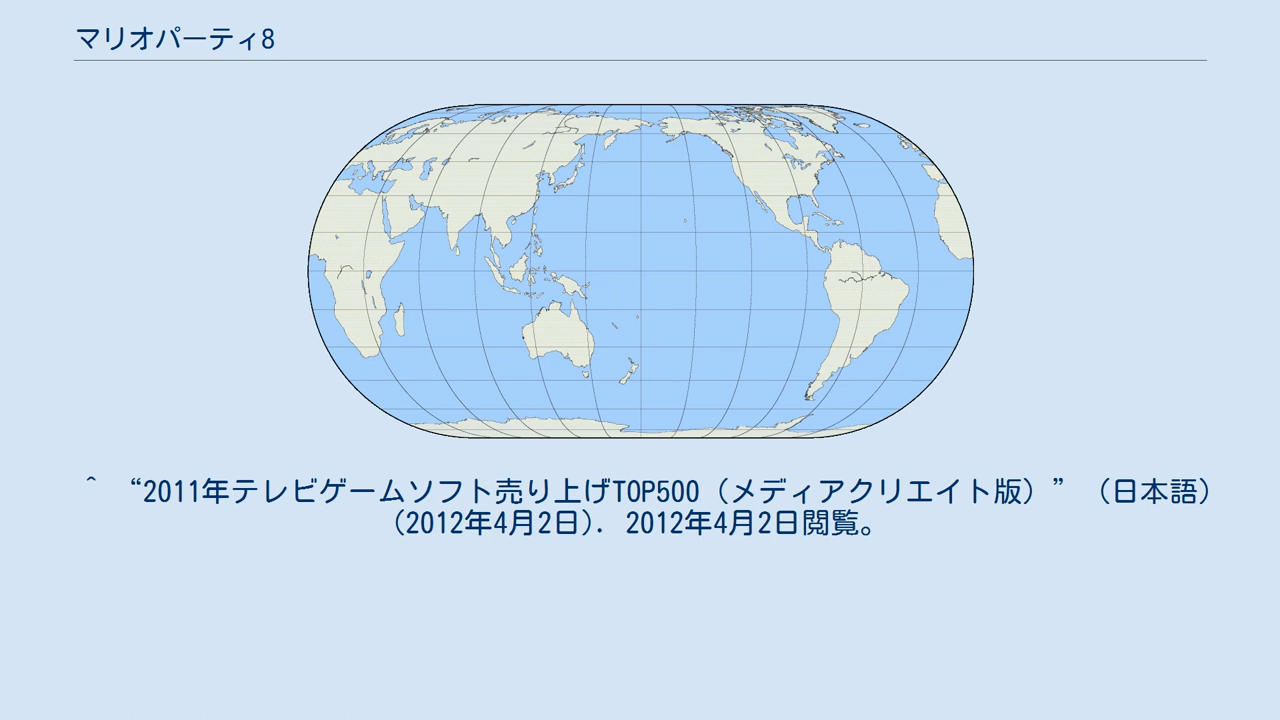 マリオパーティ8
^ “2011年テレビゲームソフト売り上げTOP500（メディアクリエイト版）” （日本語）
(2012年4月2日). 2012年4月2日閲覧。